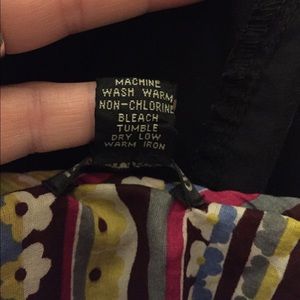 MACHINE
WASH WARM
NON-CHLORINE
BLEACH
TUMBLE
DRY LOW
WARM IRON